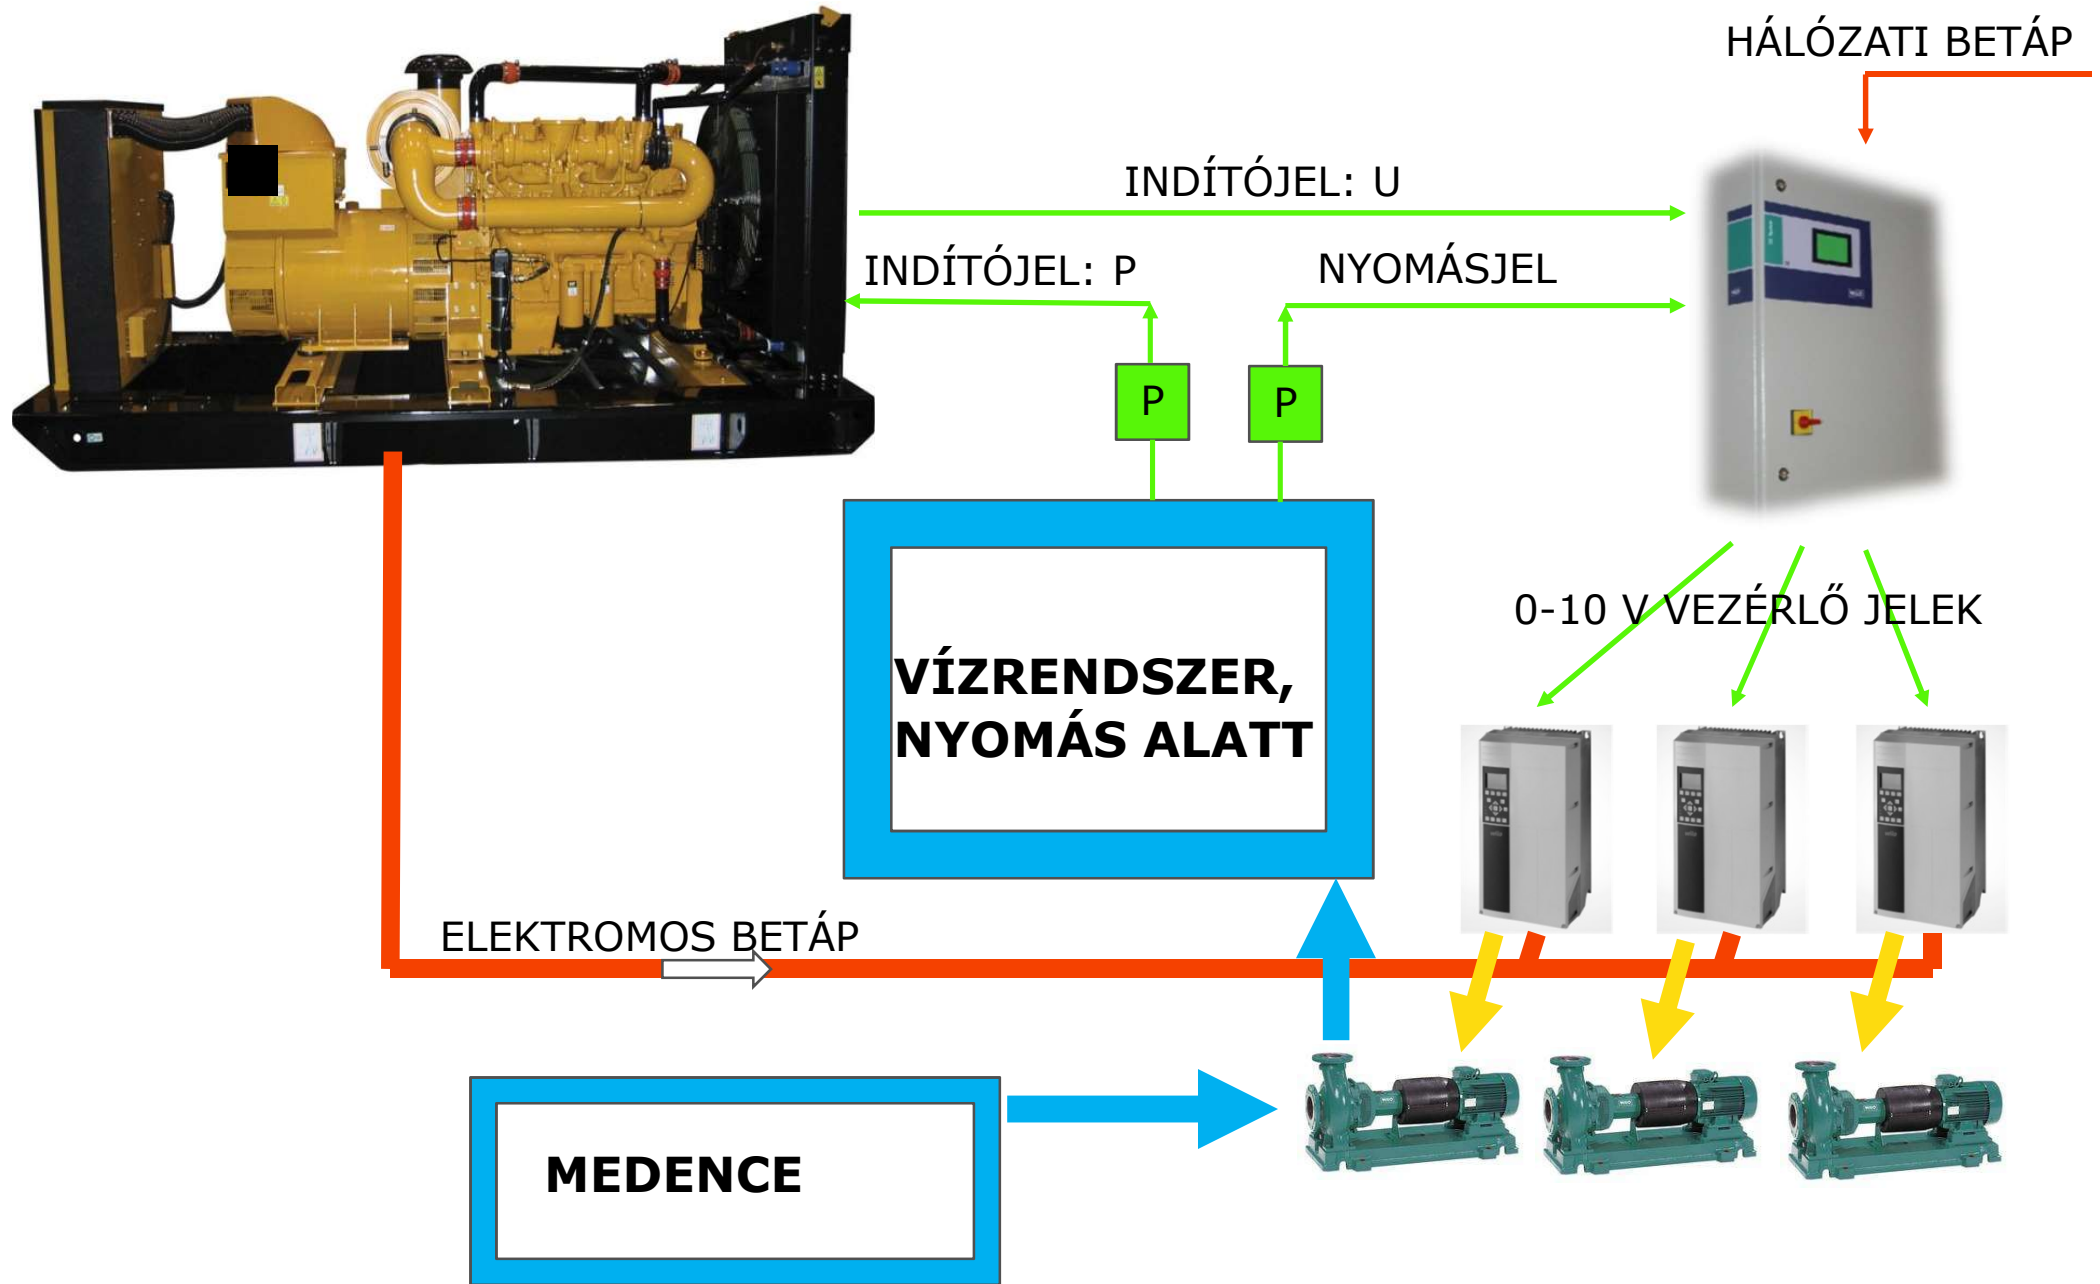 HÁLÓZATI BETÁP
INDÍTÓJEL: U
INDÍTÓJEL: P
NYOMÁSJEL
P
P
0-10 V VEZÉRLŐ JELEK
VÍZRENDSZER,
NYOMÁS ALATT
ELEKTROMOS BETÁP
MEDENCE